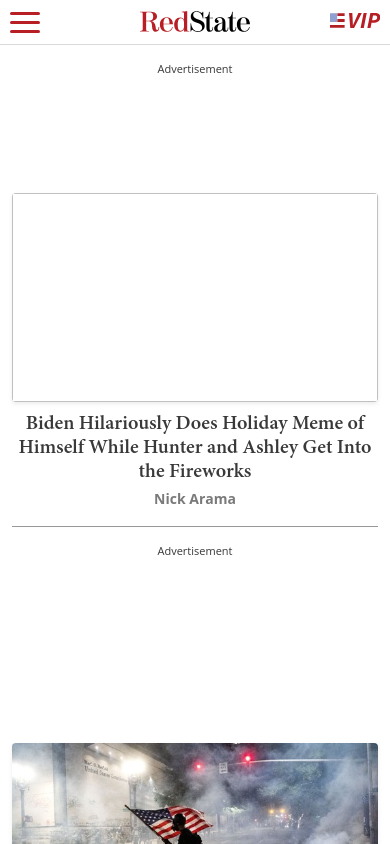 RedState
VIP
Advertisement
Biden Hilariously Does Holiday Meme of
Himself While Hunter and Ashley Get Into
the Fireworks
Nick Arama
Advertisement